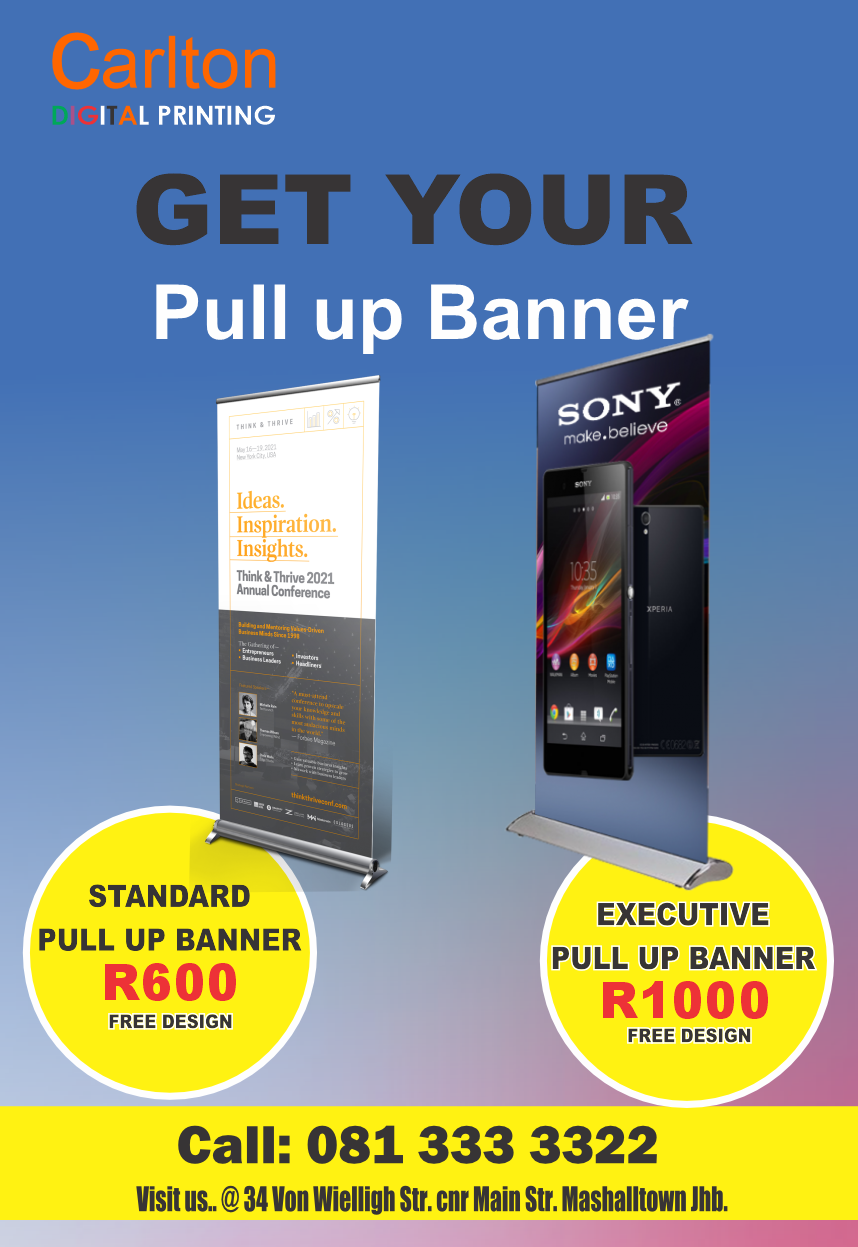 Carlton
DIGITAL PRINTING
GET YOUR
Pull up Banner
THINK & THRIVE
May 16—19, 2021
New York City, USA
Ideas.
Inspiration.
Insights.
Think & Thrive 2021
Annual Conference
Building and Mentoring Values-Driven
Business Minds Since 1998
The Gathering of—
• Entrepreneurs
• Business Leaders
• Investors
• Headliners
"A must-attend
conference to upscale
your knowledge and
skills with some of the
most ambitious minds
in the world."
— Forbes Magazine
thinkthriveconf.com
SONY®
make.believe
SONY
10:35
XPERIA
STANDARD
PULL UP BANNER
R600
FREE DESIGN
EXECUTIVE
PULL UP BANNER
R1000
FREE DESIGN
Call: 081 333 3322
Visit us.. @ 34 Von Wielligh Str. cnr Main Str. Mashalltown Jhb.